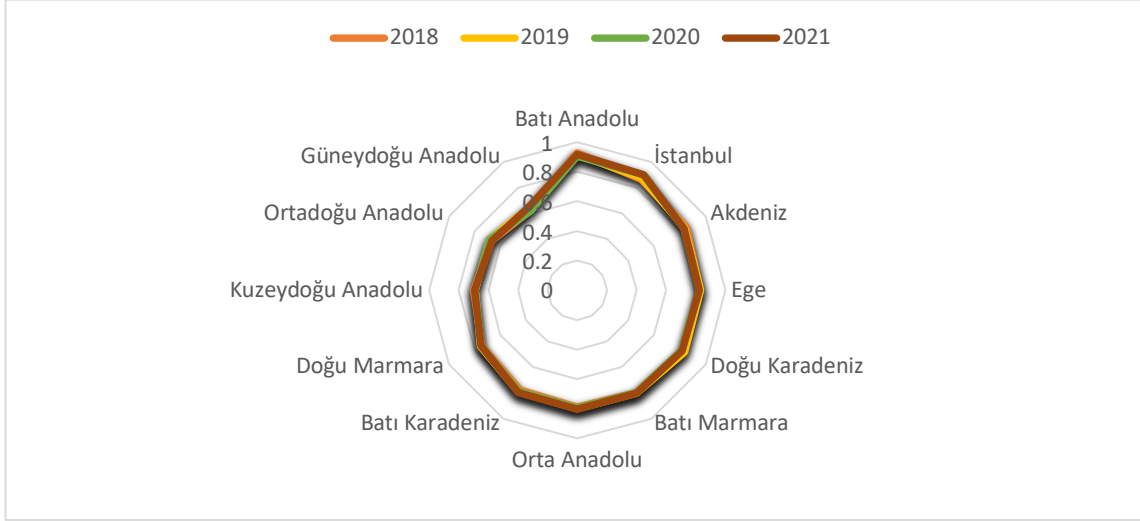 2018 2019 2020 2021
Batı Anadolu
Güneydoğu Anadolu
İstanbul
Ortadoğu Anadolu
Akdeniz
Kuzeydoğu Anadolu
Ege
Doğu Marmara
Doğu Karadeniz
Batı Karadeniz
Batı Marmara
Orta Anadolu
1
0.8
0.6
0.4
0.2
0